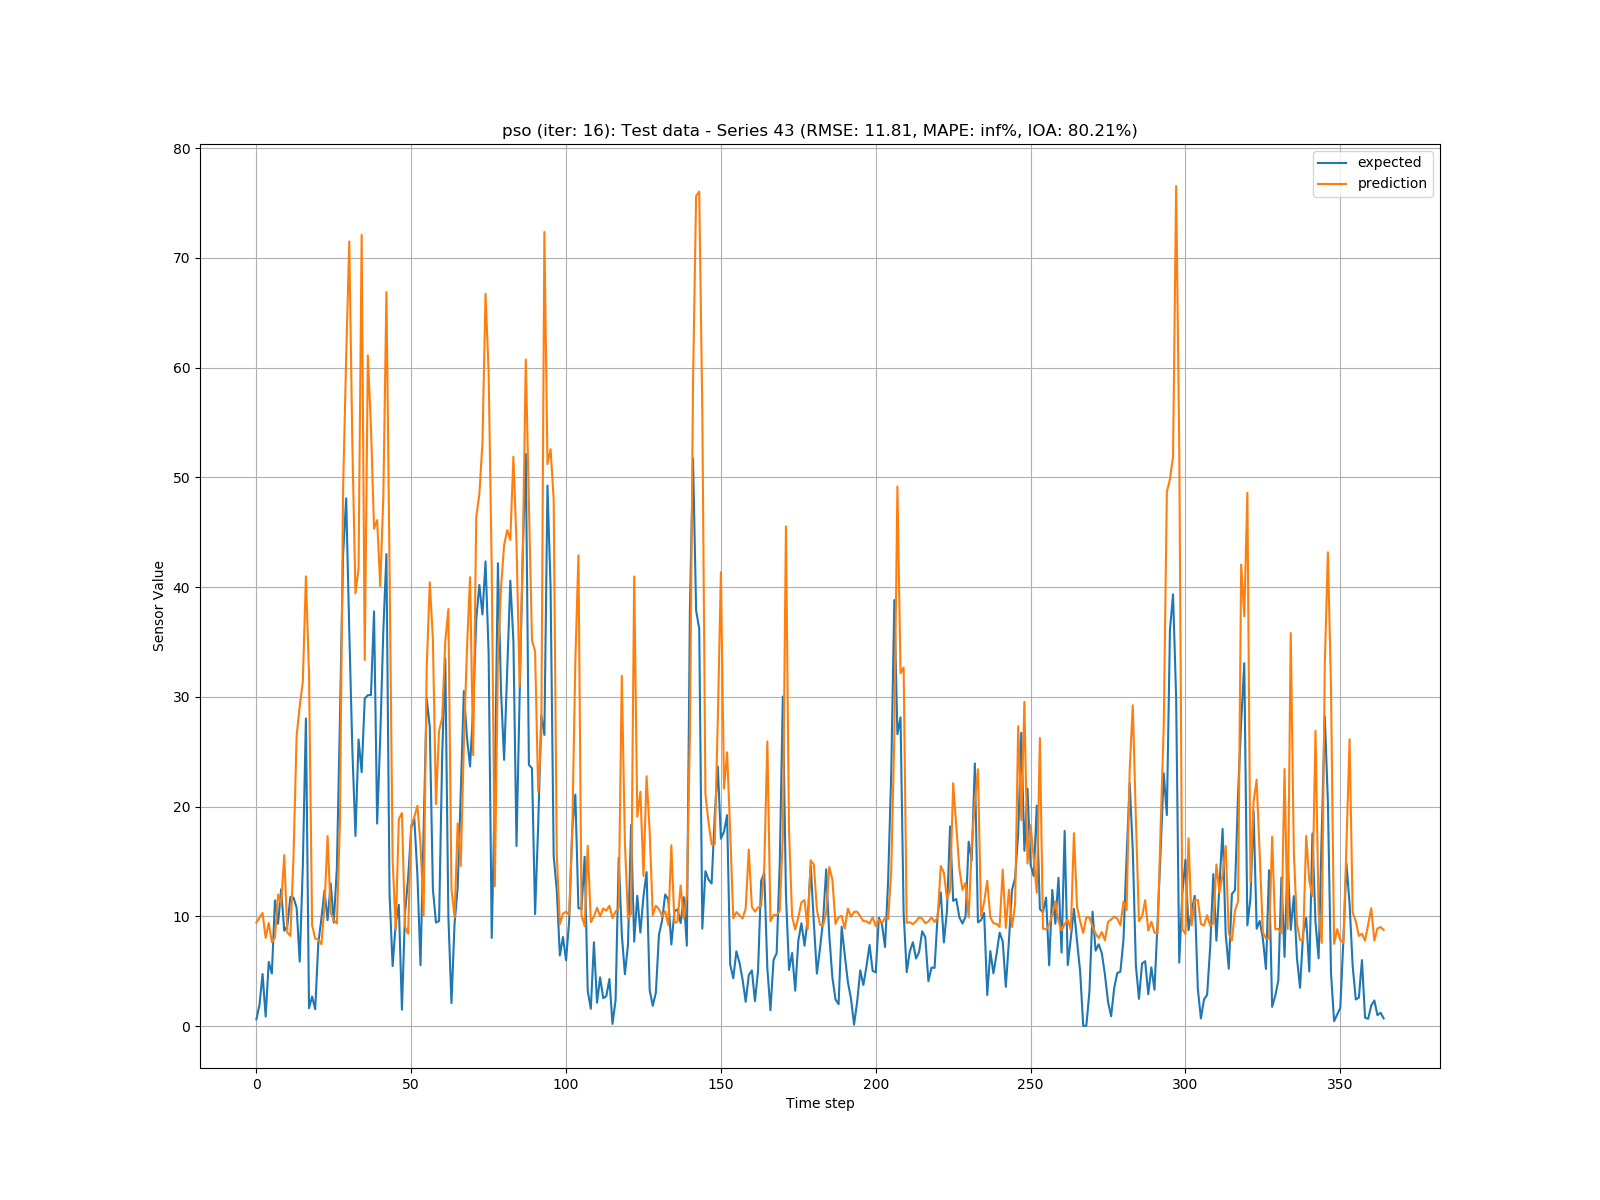 pso (iter: 16): Test data - Series 43 (RMSE: 11.81, MAPE: inf%, IOA: 80.21%)
expected
prediction
80
70
60
50
40
30
20
10
0
Sensor Value
0 50 100 150 200 250 300 350
Time step